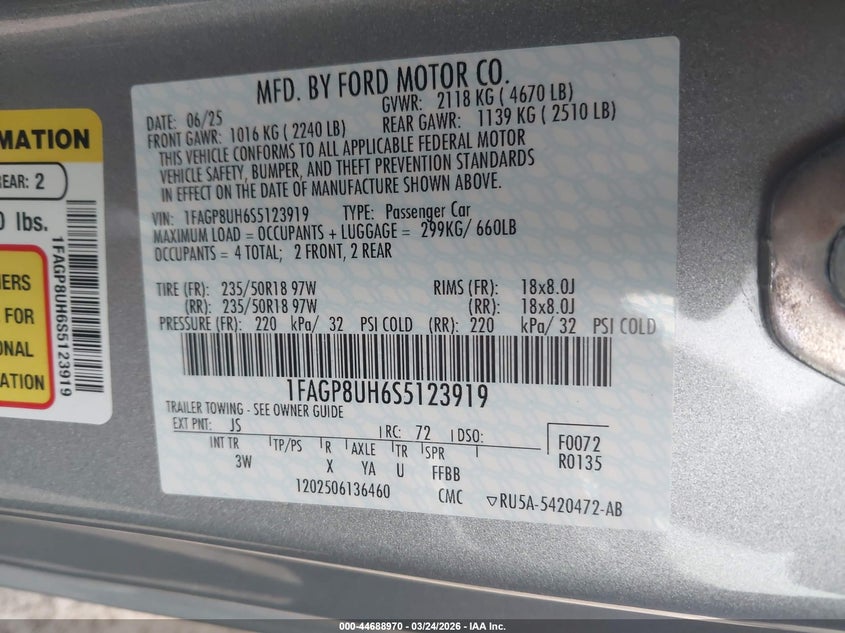 MATION
REAR: 2
0 lbs.
1FAGP8UH6S5123919
FOR
ONAL
ATION
MFD. BY FORD MOTOR CO.
DATE: 06/25 GVWR: 2118 KG ( 4670 LB)
FRONT GAWR: 1016 KG ( 2240 LB) REAR GAWR: 1139 KG ( 2510 LB)
THIS VEHICLE CONFORMS TO ALL APPLICABLE FEDERAL MOTOR
VEHICLE SAFETY, BUMPER, AND THEFT PREVENTION STANDARDS
IN EFFECT ON THE DATE OF MANUFACTURE SHOWN ABOVE.
VIN: 1FAGP8UH6S5123919 TYPE: Passenger Car
MAXIMUM LOAD = OCCUPANTS + LUGGAGE = 299KG/ 660LB
OCCUPANTS = 4 TOTAL; 2 FRONT, 2 REAR
TIRE (FR): 235/50R18 97W RIMS (FR): 18x8.0J
(RR): 235/50R18 97W (RR): 18x8.0J
PRESSURE (FR): 220 kPa/ 32 PSI COLD (RR): 220 kPa/ 32 PSI COLD
1FAGP8UH6S5123919
TRAILER TOWING - SEE OWNER GUIDE
EXT PNT: JS RC: 72 DSO: F0072
INT TR TP/PS R AXLE TR SPR R0135
3W X YA U FFBB
1202506136460 CMC ▽RU5A-5420472-AB
000-44688970 - 03/24/2026 - IAA Inc.